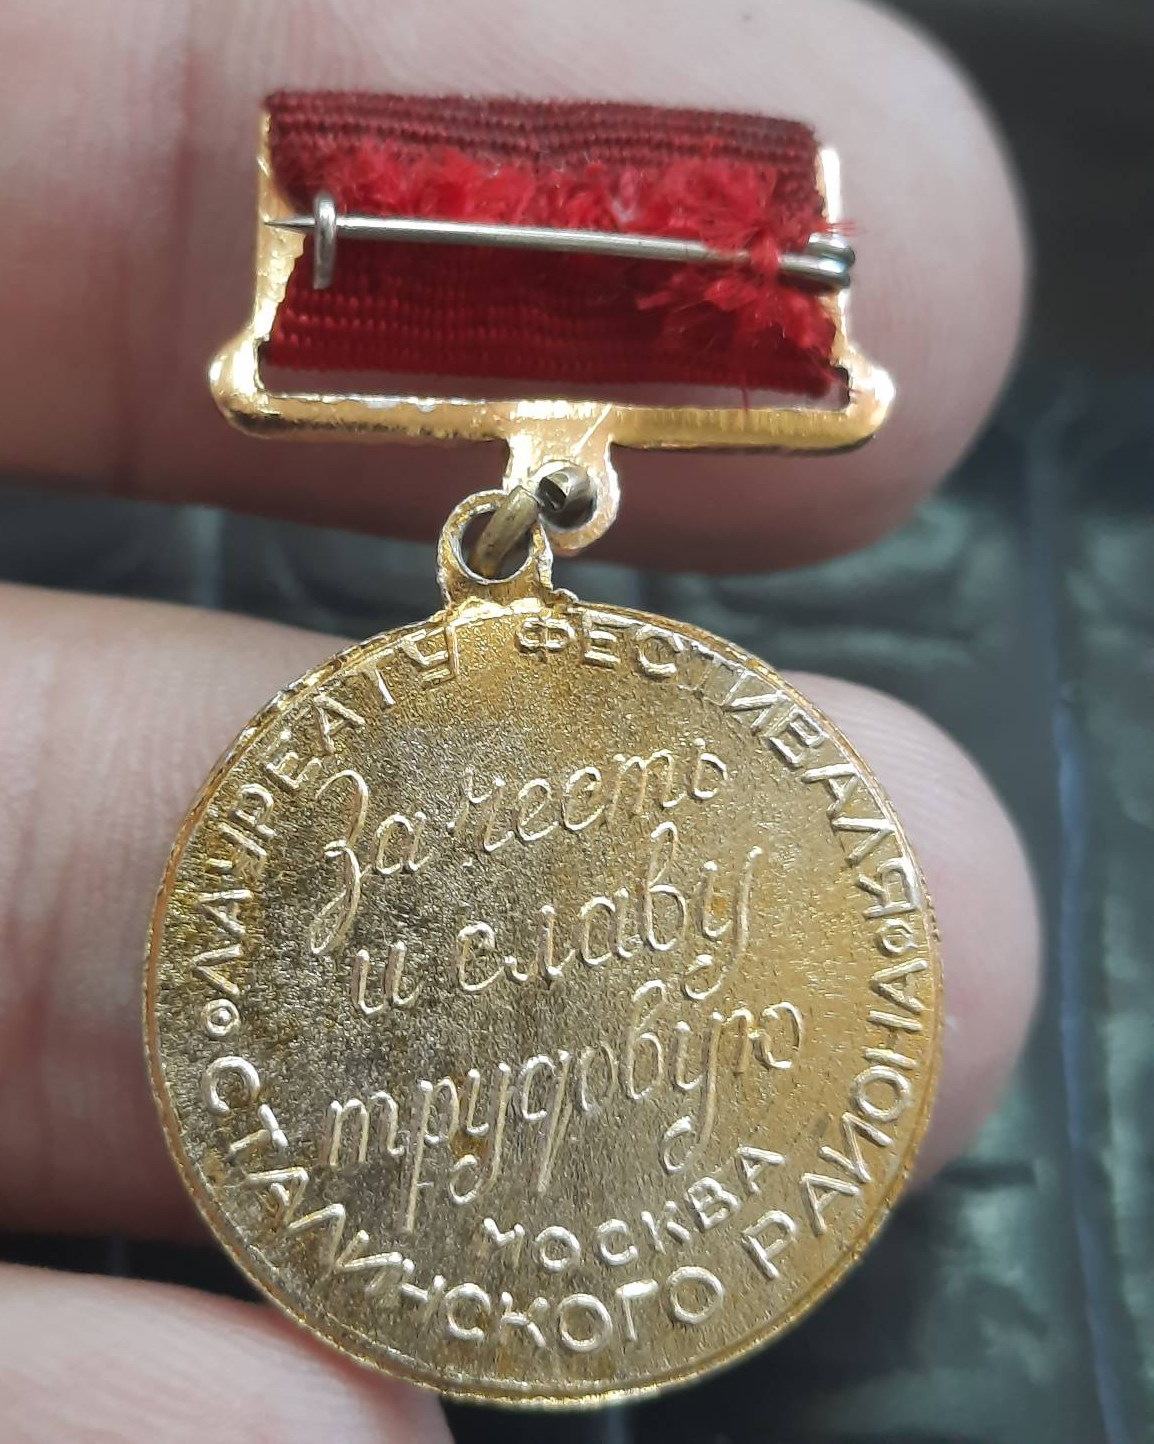 ЛАУРЕАТУ ФЕСТИВАЛЯ
За честь
и славу
трудовую
МОСКВА
СТАЛИНСКОГО РАЙОНА